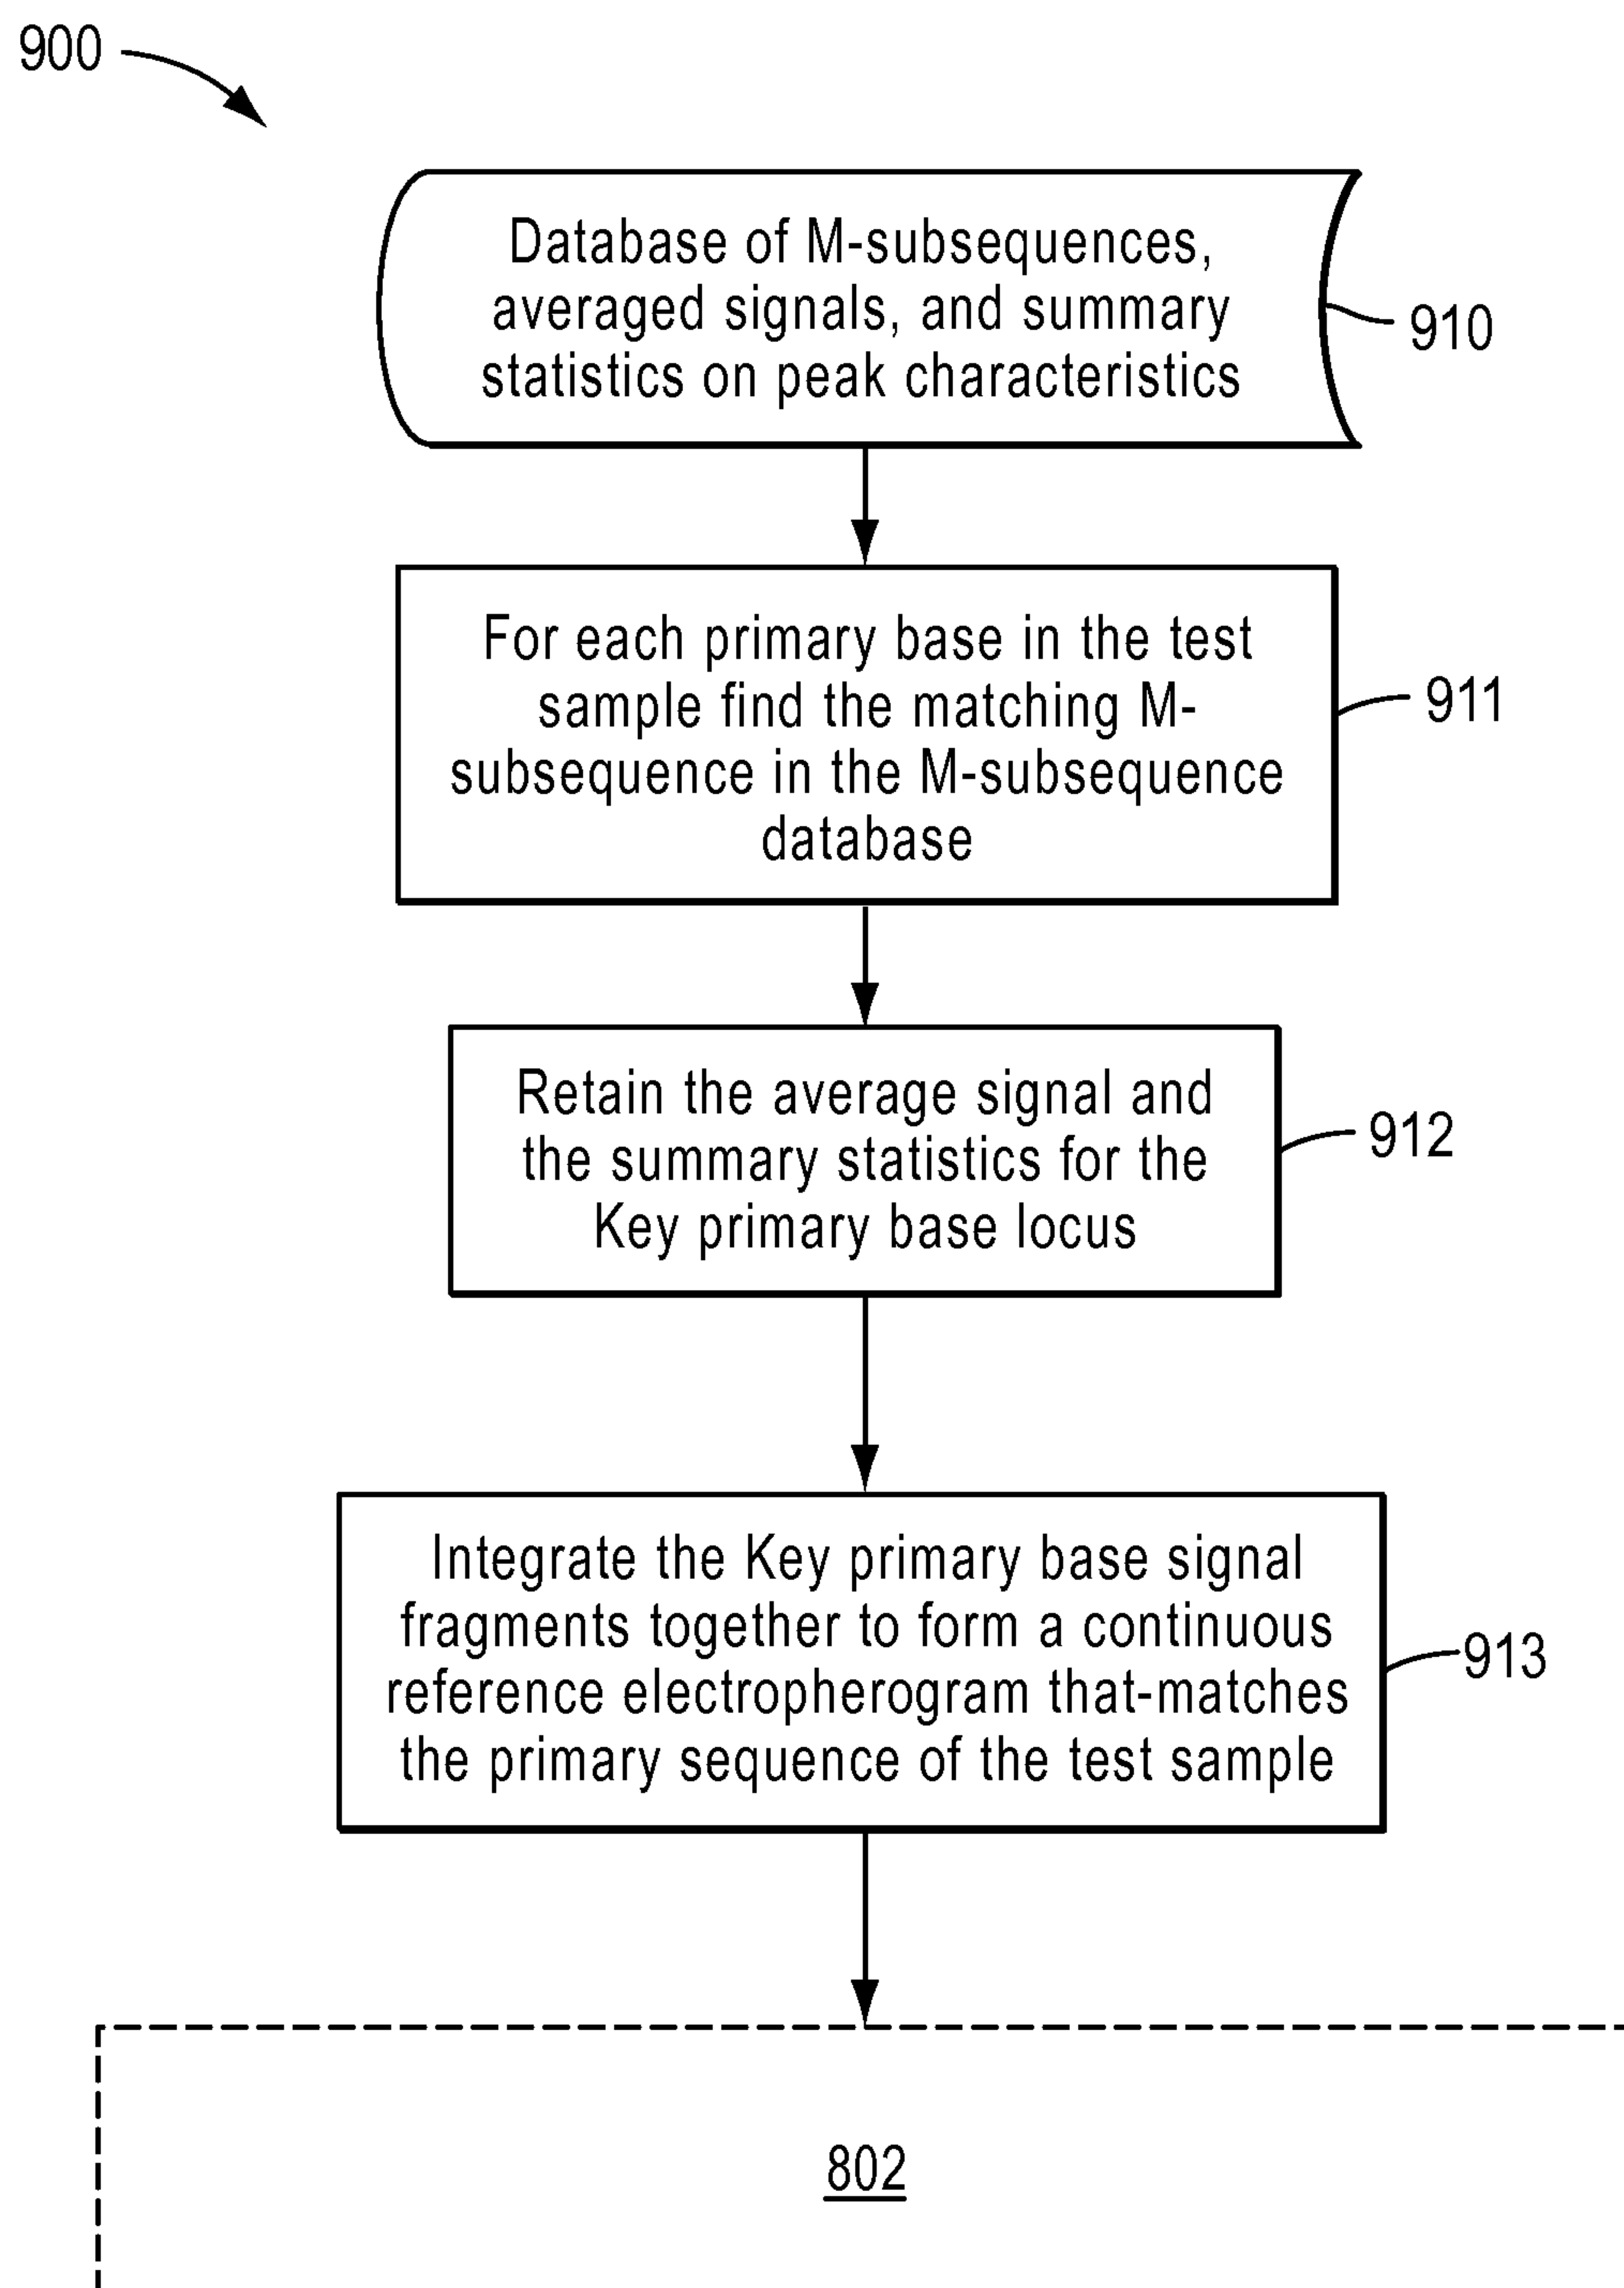 900
Database of M-subsequences,
averaged signals, and summary
statistics on peak characteristics
910
For each primary base in the test
sample find the matching M-
subsequence in the M-subsequence
database
911
Retain the average signal and
the summary statistics for the
Key primary base locus
912
Integrate the Key primary base signal
fragments together to form a continuous
reference electropherogram that-matches
the primary sequence of the test sample
913
802